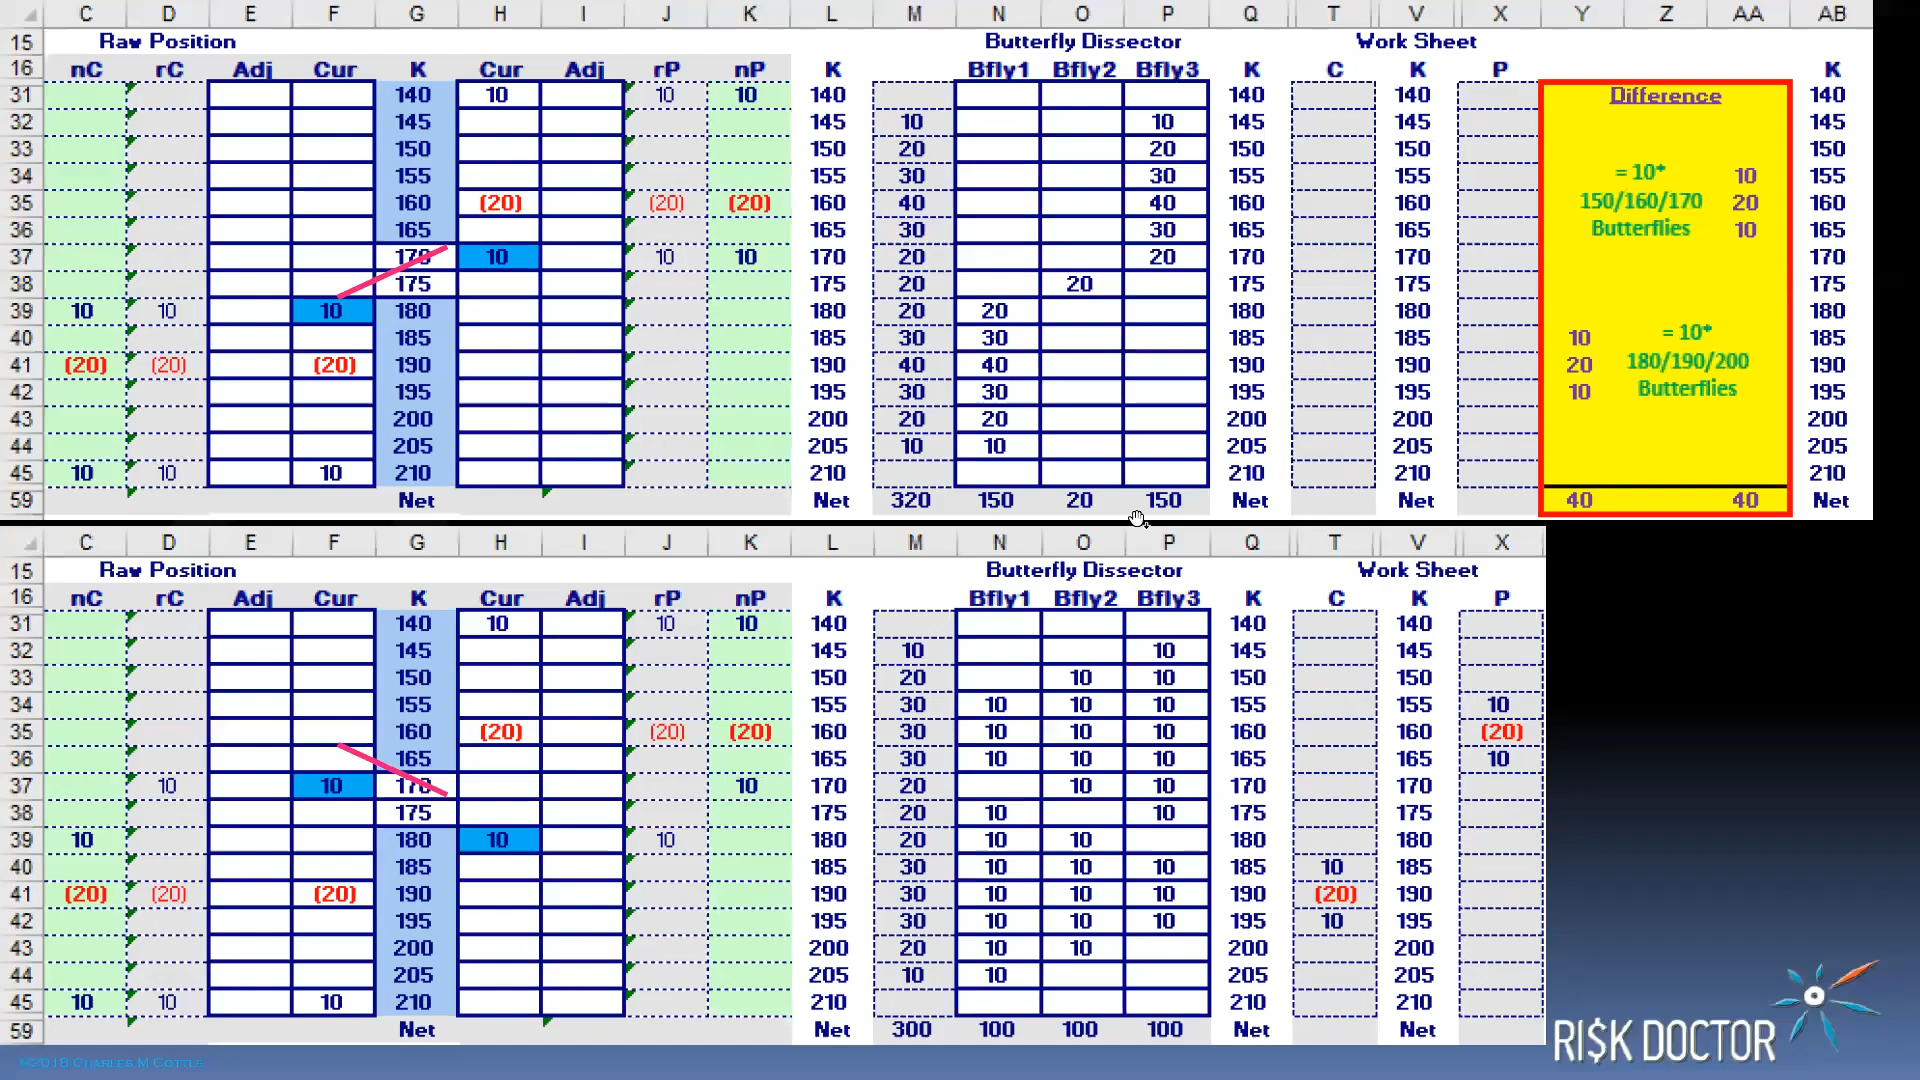 C D E F G H I J K L M N O P Q T V X Y Z AA AB
15 Raw Position Butterfly Dissector Work Sheet
16 nC rC Adj Cur K Cur Adj rP nP K Bfly1 Bfly2 Bfly3 K C K P K
31 140 10 10 10 140 140 140 Difference 140
32 145 145 10 10 145 145 145
33 150 150 20 20 150 150 150
34 155 155 30 30 155 155 = 10* 10 155
35 160 (20) (20) (20) 160 40 40 160 160 150/160/170 20 160
36 165 165 30 30 165 165 Butterflies 10 165
37 170 10 10 10 170 20 20 170 170 170
38 175 175 20 20 175 175 175
39 10 10 10 180 180 20 20 180 180 180
40 185 185 30 30 185 185 10 = 10* 185
41 (20) (20) (20) 190 190 40 40 190 190 20 180/190/200 190
42 195 195 30 30 195 195 10 Butterflies 195
43 200 200 20 20 200 200 200
44 205 205 10 10 205 205 205
45 10 10 10 210 210 210 210 210
59 Net Net 320 150 20 150 Net Net 40 40 Net
C D E F G H I J K L M N O P Q T V X
15 Raw Position Butterfly Dissector Work Sheet
16 nC rC Adj Cur K Cur Adj rP nP K Bfly1 Bfly2 Bfly3 K C K P
31 140 10 10 10 140 140 140
32 145 145 10 10 145 145
33 150 150 20 10 10 150 150
34 155 155 30 10 10 10 155 155 10
35 160 (20) (20) (20) 160 30 10 10 10 160 160 (20)
36 165 165 30 10 10 10 165 165 10
37 10 10 170 10 170 20 10 10 170 170
38 175 175 20 10 10 175 175
39 10 180 10 10 180 20 10 10 180 180
40 185 185 30 10 10 10 185 10 185
41 (20) (20) (20) 190 190 30 10 10 10 190 (20) 190
42 195 195 30 10 10 10 195 10 195
43 200 200 20 10 10 200 200
44 205 205 10 10 205 205
45 10 10 10 210 210 210 210
59 Net Net 300 100 100 100 Net Net
RI$K DOCTOR
©2018 Charles M Cottle